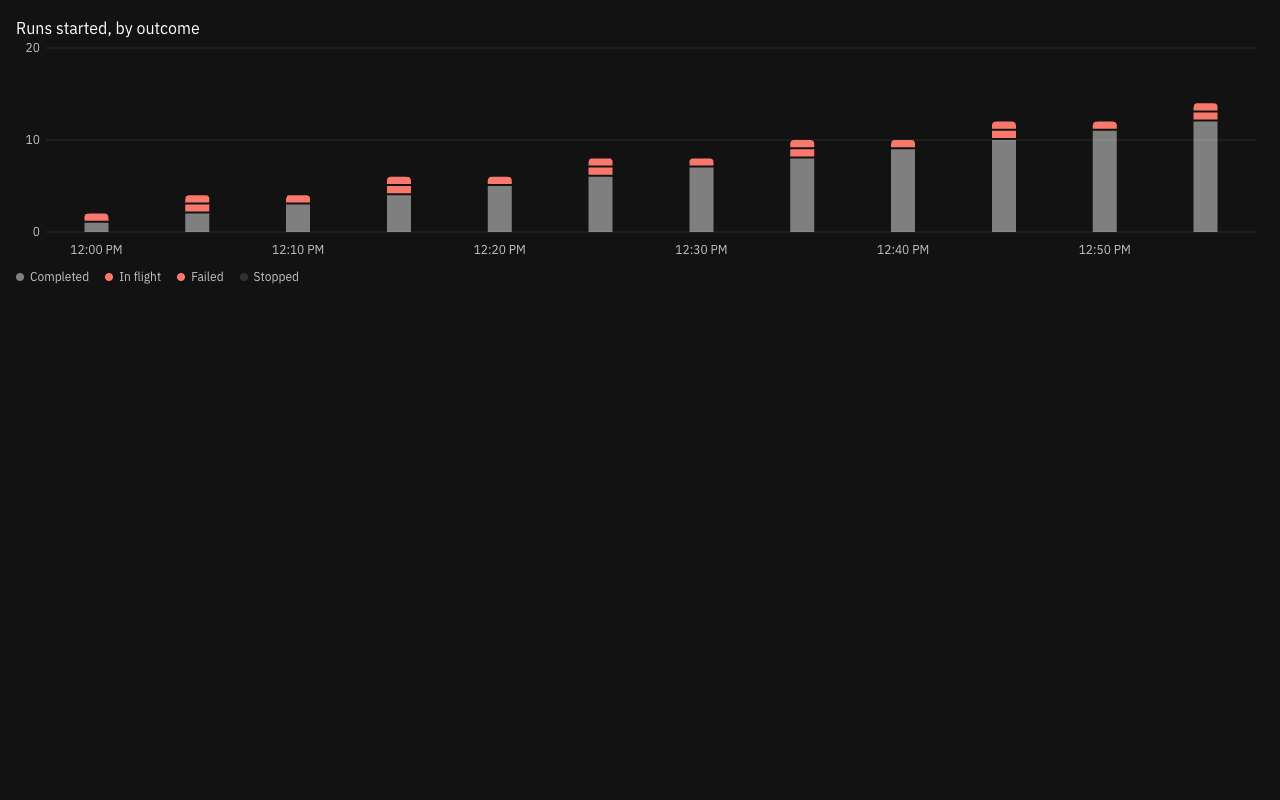 Runs started, by outcome
20
10
0
12:00 PM 12:10 PM 12:20 PM 12:30 PM 12:40 PM 12:50 PM
Completed In flight Failed Stopped